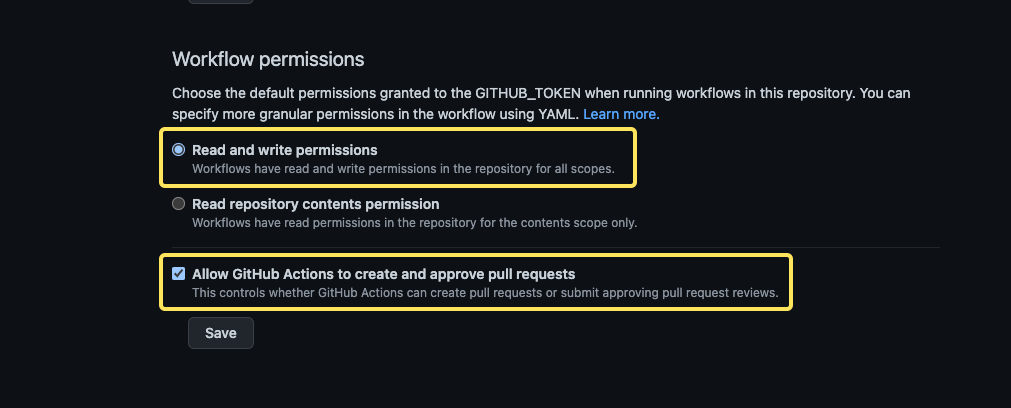 Workflow permissions
Choose the default permissions granted to the GITHUB_TOKEN when running workflows in this repository. You can
specify more granular permissions in the workflow using YAML. Learn more.
Read and write permissions
Workflows have read and write permissions in the repository for all scopes.
Read repository contents permission
Workflows have read permissions in the repository for the contents scope only.
Allow GitHub Actions to create and approve pull requests
This controls whether GitHub Actions can create pull requests or submit approving pull request reviews.
Save